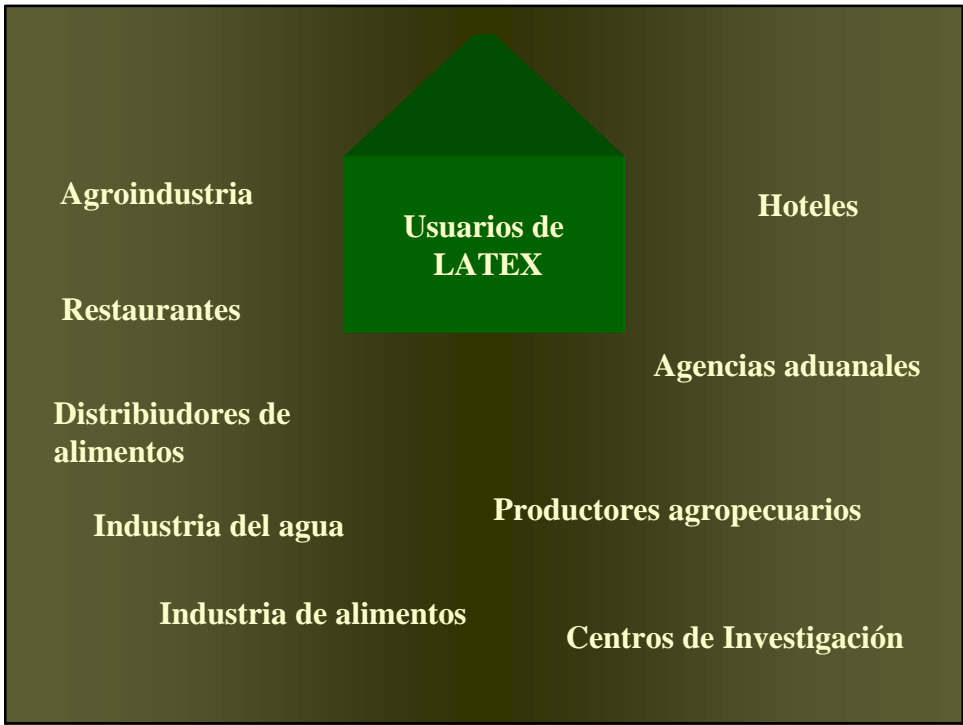 Usuarios de
LATEX
Agroindustria
Restaurantes
Distribiudores de
alimentos
Industria del agua
Industria de alimentos
Hoteles
Agencias aduanales
Productores agropecuarios
Centros de Investigación